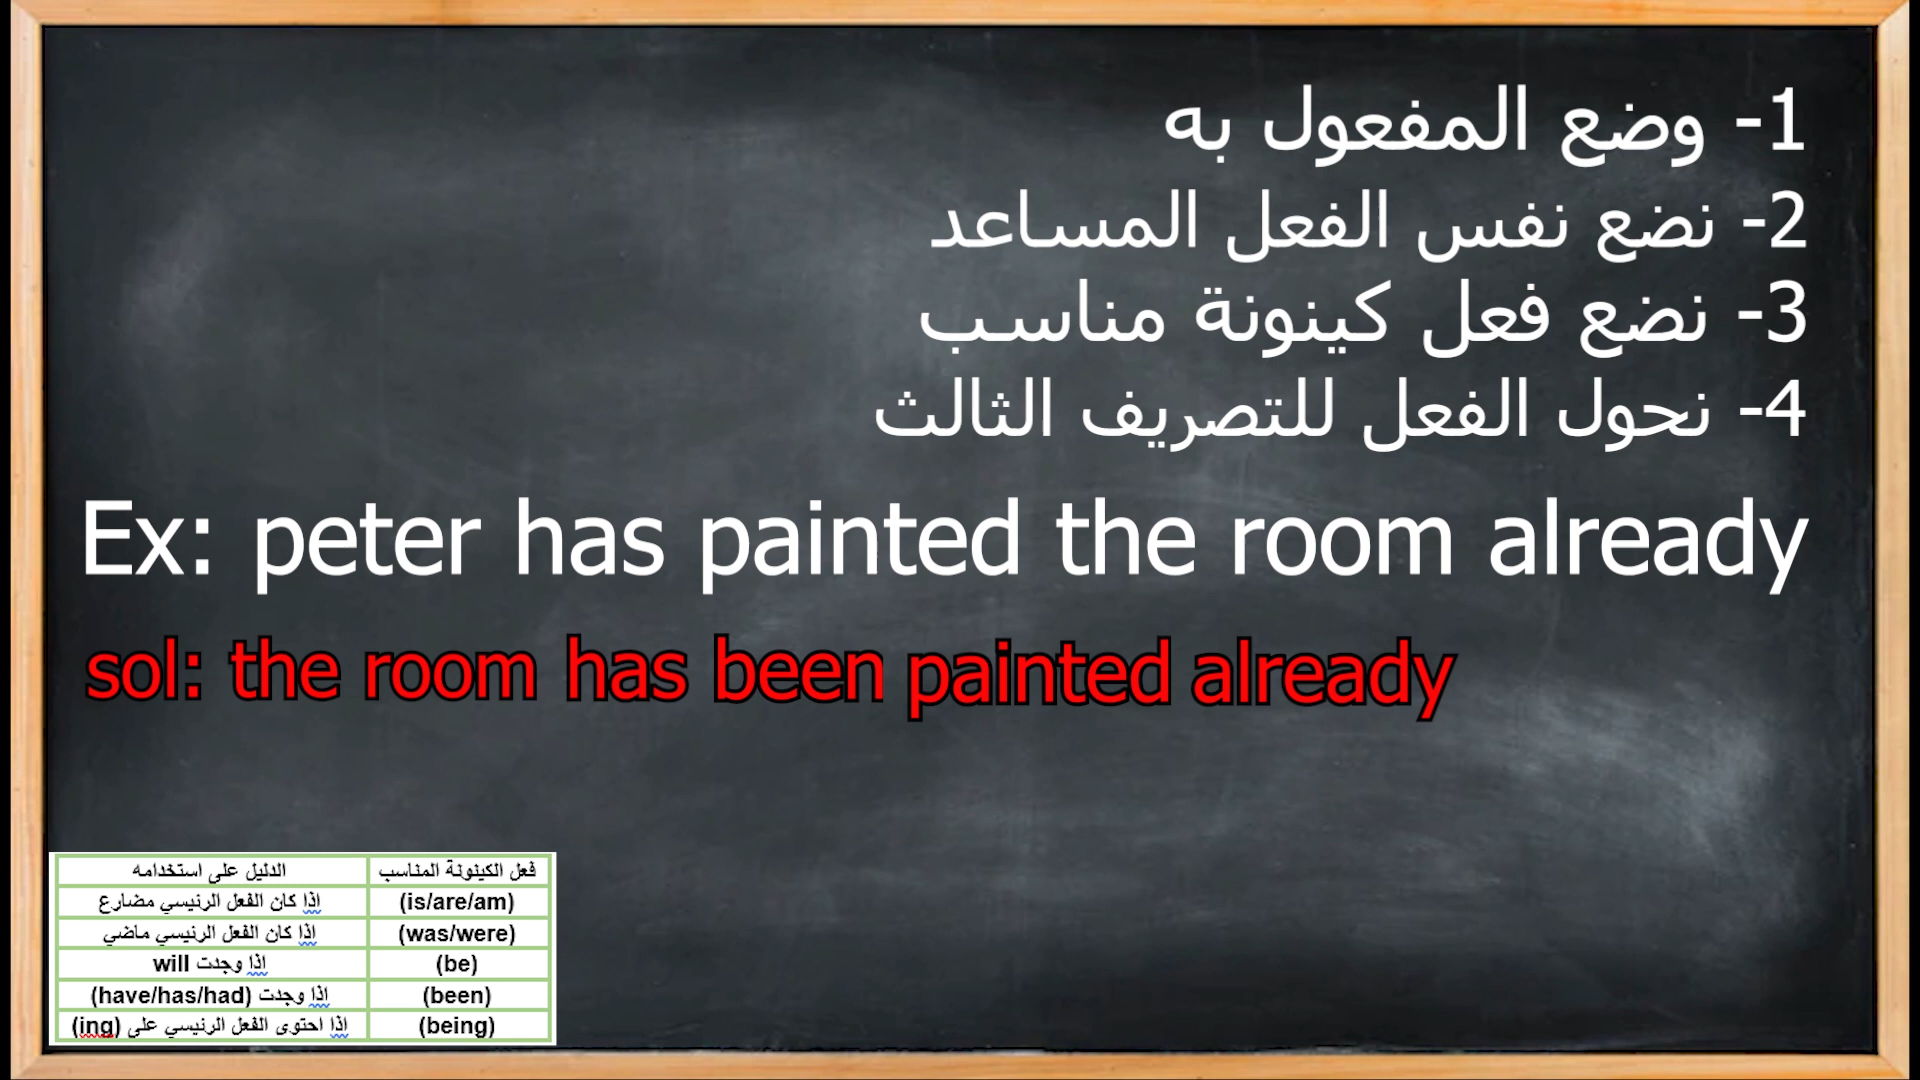 1- وضع المفعول به
2- نضع نفس الفعل المساعد
3- نضع فعل كينونة مناسب
4- نحول الفعل للتصريف الثالث
Ex: peter has painted the room already
sol: the room has been painted already
فعل الكينونة المناسب الدليل على استخدامه
(is/are/am) اذا كان الفعل الرئيسي مضارع
(was/were) اذا كان الفعل الرئيسي ماضي
(be) اذا وجدت will
(been) اذا وجدت (have/has/had)
(being) اذا احتوى الفعل الرئيسي على (ing)